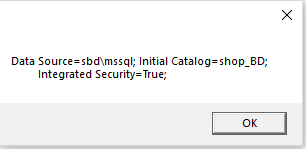 Data Source=sbd\mssql; Initial Catalog=shop_BD;
Integrated Security=True;
OK